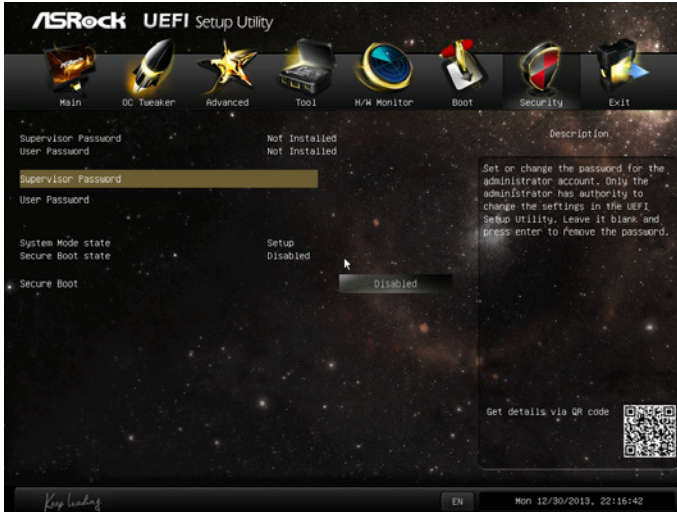 ASRock UEFI Setup Utility
Main OC Tweaker Advanced Tool H/W Monitor Boot Security Exit
Supervisor Password Not Installed
User Password Not Installed
Supervisor Password
User Password
System Mode state Setup
Secure Boot state Disabled
Secure Boot Disabled
Description
Set or change the password for the
administrator account. Only the
administrator has authority to
change the settings in the UEFI
Setup Utility. Leave it blank and
press enter to remove the password.
Get details via QR code
Keep Leading
EN Mon 12/30/2013, 22:16:42